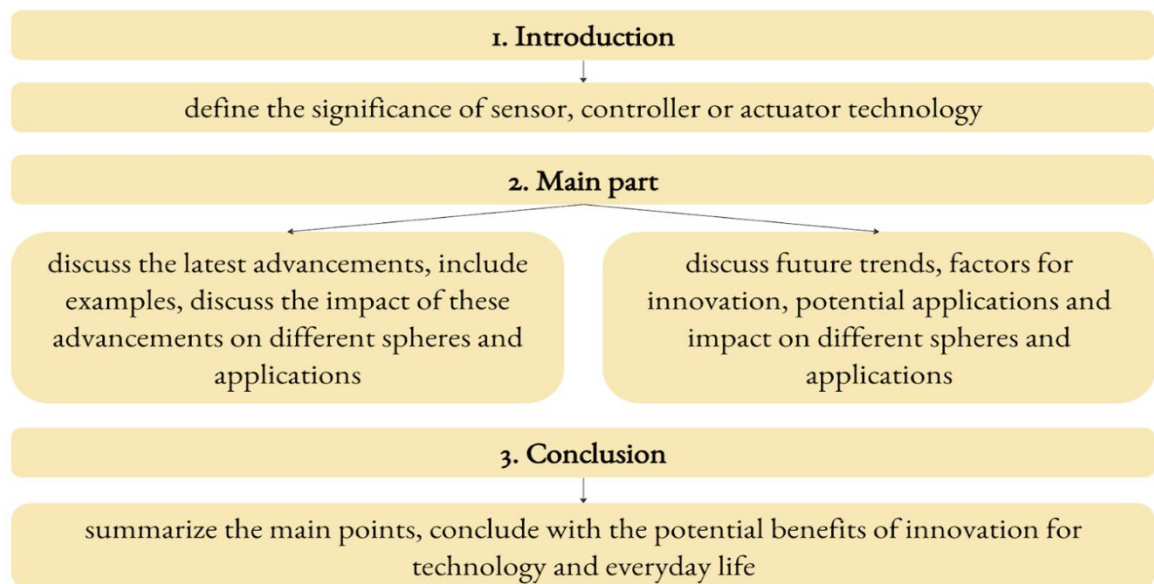 1. Introduction
define the significance of sensor, controller or actuator technology
2. Main part
discuss the latest advancements, include
examples, discuss the impact of these
advancements on different spheres and
applications
discuss future trends, factors for
innovation, potential applications and
impact on different spheres and
applications
3. Conclusion
summarize the main points, conclude with the potential benefits of innovation for
technology and everyday life